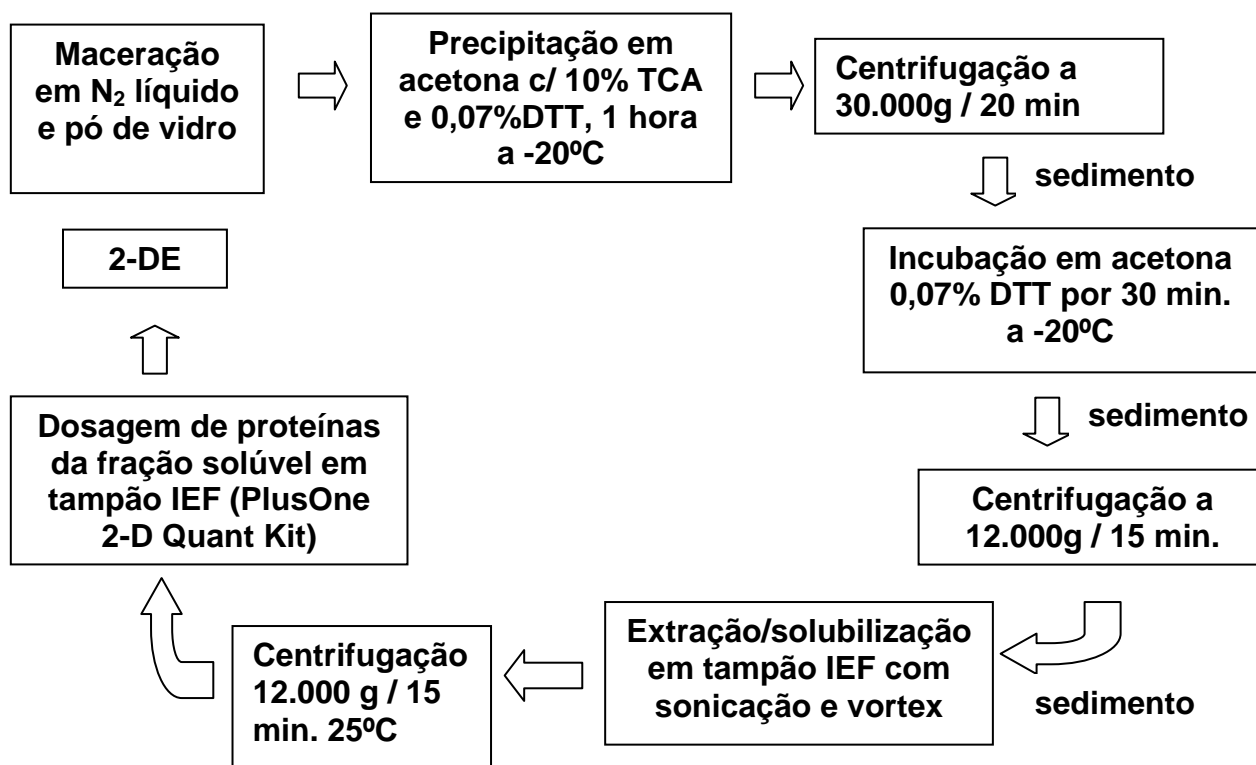 Maceração
em N₂ líquido
e pó de vidro
Precipitação em
acetona c/ 10% TCA
e 0,07%DTT, 1 hora
a -20ºC
Centrifugação a
30.000g / 20 min
sedimento
Incubação em acetona
0,07% DTT por 30 min.
a -20ºC
sedimento
Centrifugação a
12.000g / 15 min.
sedimento
Extração/solubilização
em tampão IEF com
sonicação e vortex
Centrifugação
12.000 g / 15
min. 25ºC
Dosagem de proteínas
da fração solúvel em
tampão IEF (PlusOne
2-D Quant Kit)
2-DE